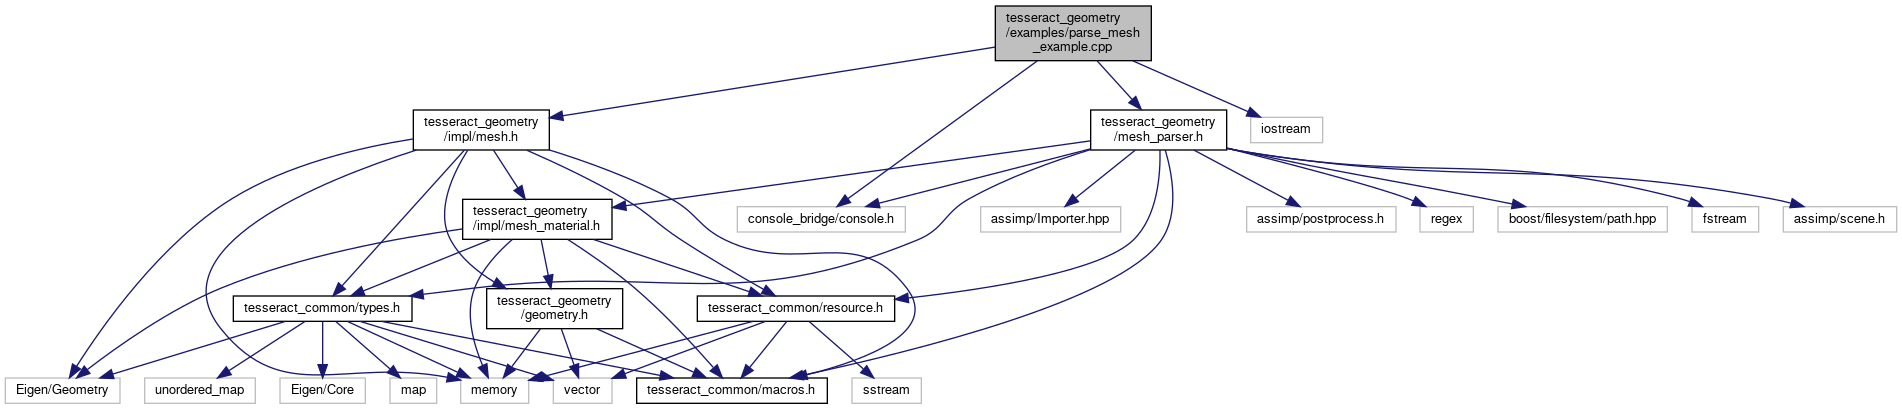 tesseract_geometry
/examples/parse_mesh
_example.cpp
tesseract_geometry
/impl/mesh.h
tesseract_geometry
/mesh_parser.h
iostream
tesseract_geometry
/impl/mesh_material.h
console_bridge/console.h
assimp/Importer.hpp
assimp/postprocess.h
regex
boost/filesystem/path.hpp
fstream
assimp/scene.h
tesseract_common/types.h
tesseract_geometry
/geometry.h
tesseract_common/resource.h
Eigen/Geometry
unordered_map
Eigen/Core
map
memory
vector
tesseract_common/macros.h
sstream